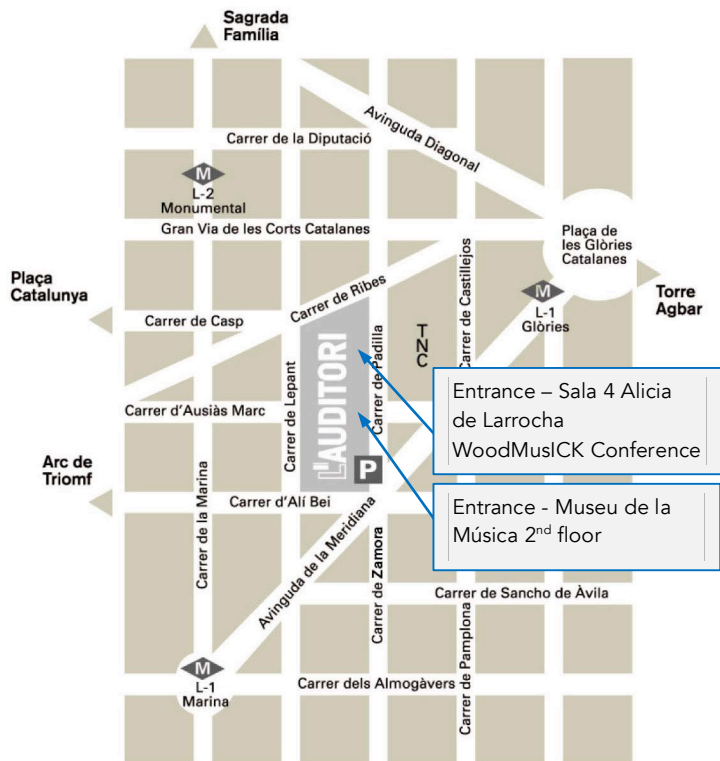 Sagrada
Família
Avinguda Diagonal
Carrer de la Diputació
M
L-2
Monumental
Gran Via de les Corts Catalanes
Plaça de
les Glòries
Catalanes
Plaça
Catalunya
Carrer de Ribes
Carrer de Castillejos
M
L-1
Glòries
Torre
Agbar
Carrer de Casp
L'AUDITORI
Carrer de Padilla
TNC
Carrer de Lepant
Entrance – Sala 4 Alicia
de Larrocha
WoodMusICK Conference
Carrer d'Ausiàs Marc
Arc de
Triomf
P
Carrer d'Alí Bei
Entrance - Museu de la
Música 2nd floor
Carrer de la Marina
Avinguda de la Meridiana
Carrer de Zamora
Carrer de Sancho de Àvila
Carrer de Pamplona
M
L-1
Marina
Carrer dels Almogàvers